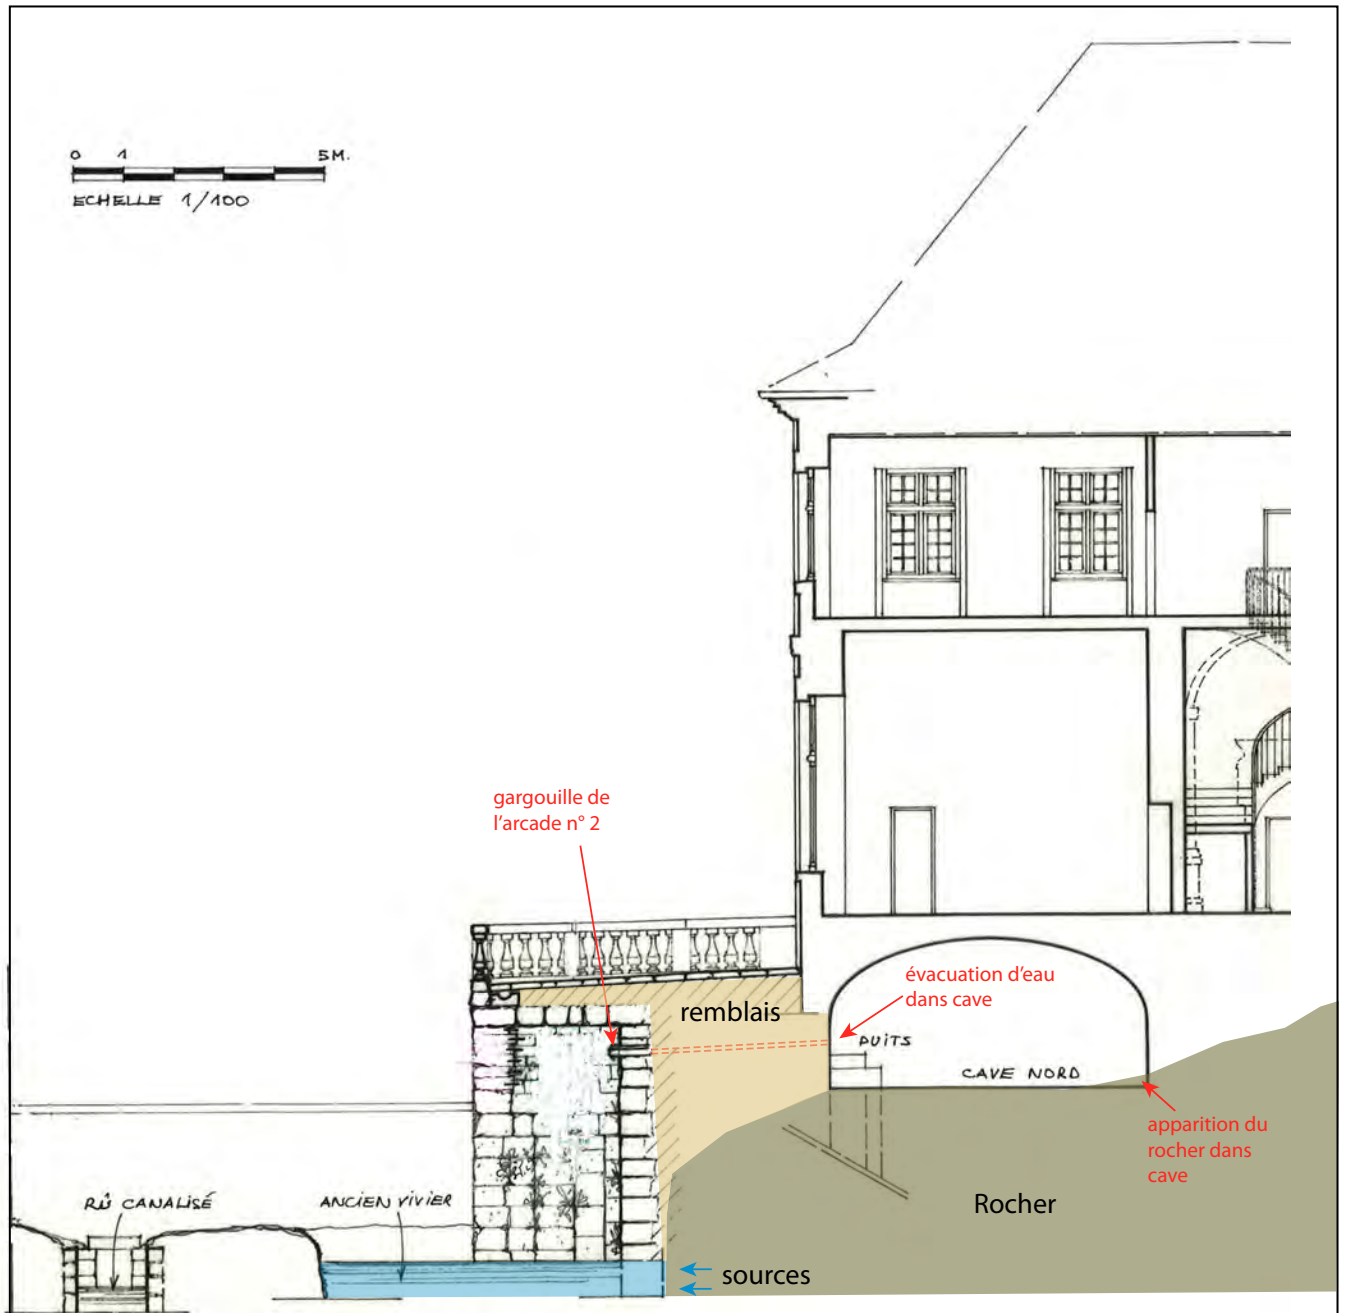 0 1 5M.
ECHELLE 1/100
gargouille de
l'arcade n° 2
remblais
évacuation d'eau
dans cave
PUITS
CAVE NORD
apparition du
rocher dans
cave
Rocher
RÛ CANALISÉ
ANCIEN VIVIER
sources